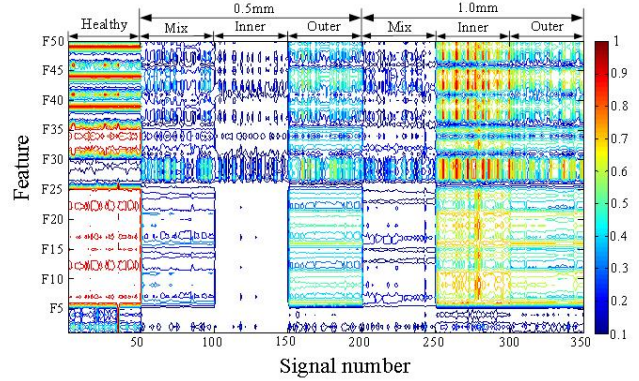 0.5mm 1.0mm
Healthy Mix Inner Outer Mix Inner Outer
F50
F45
F40
F35
F30
F25
F20
F15
F10
F5
Feature
50 100 150 200 250 300 350
Signal number
1
0.9
0.8
0.7
0.6
0.5
0.4
0.3
0.2
0.1